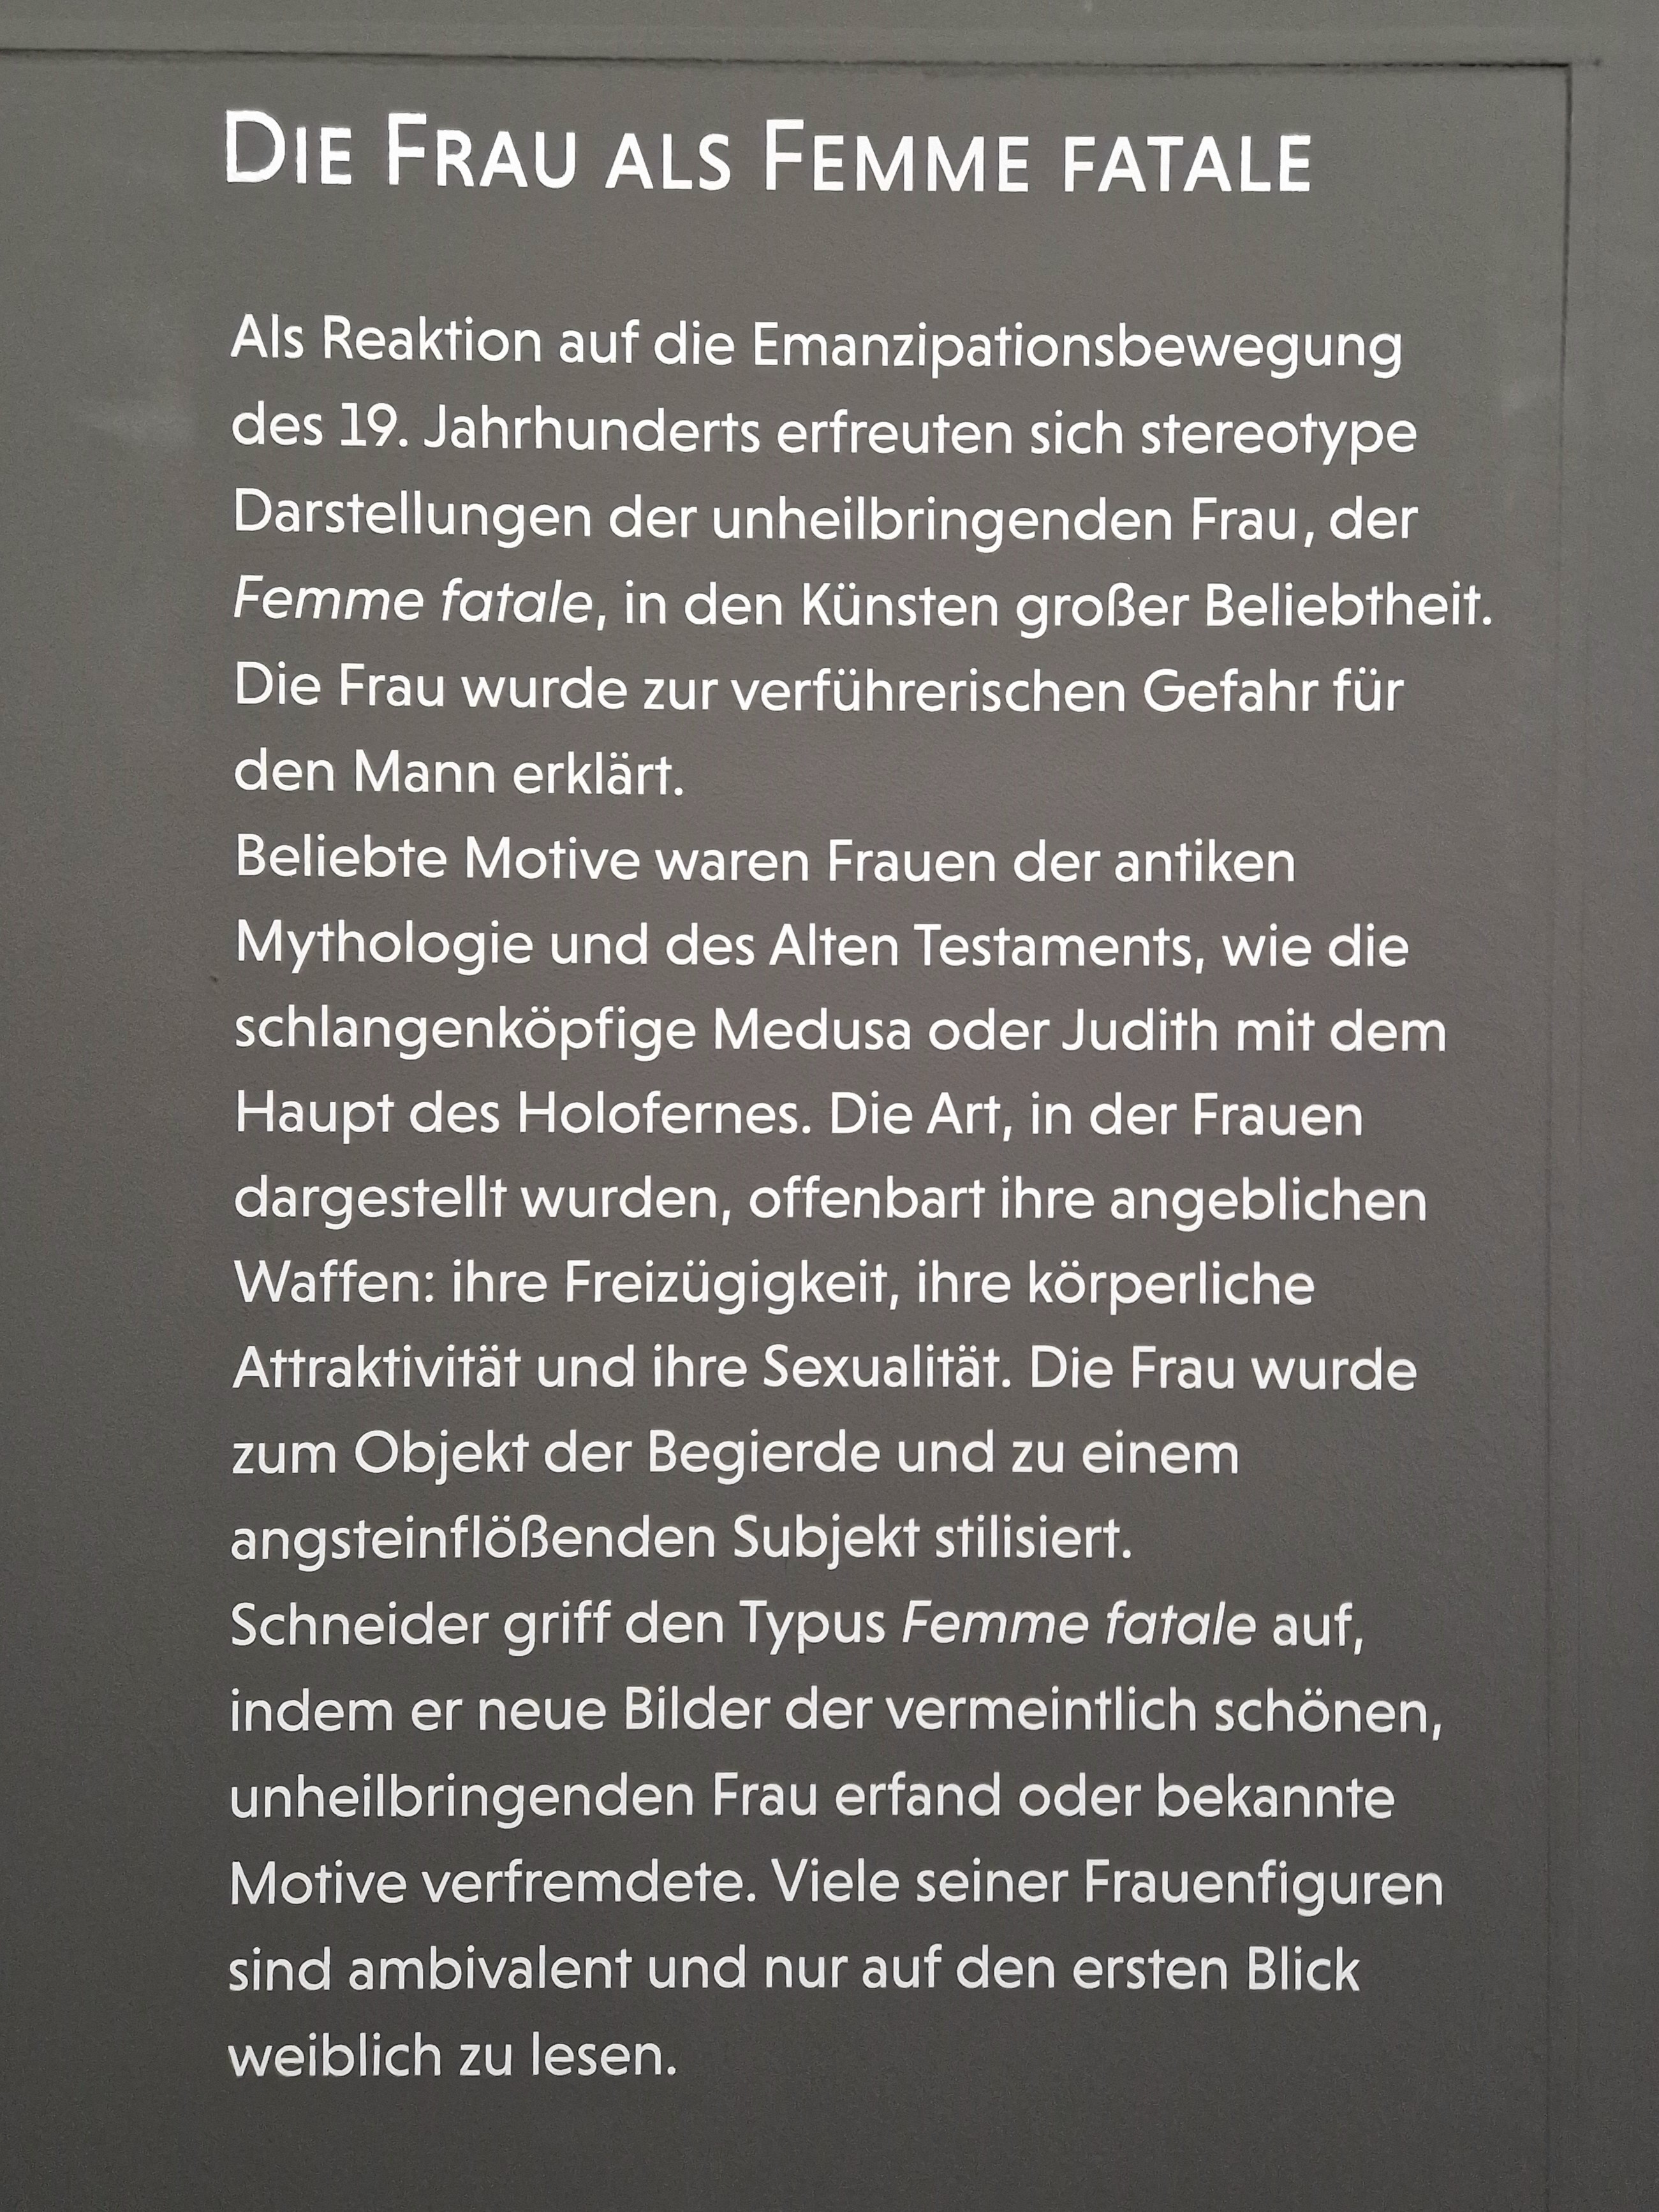 DIE FRAU ALS FEMME FATALE
Als Reaktion auf die Emanzipationsbewegung
des 19. Jahrhunderts erfreuten sich stereotype
Darstellungen der unheilbringenden Frau, der
Femme fatale, in den Künsten großer Beliebtheit.
Die Frau wurde zur verführerischen Gefahr für
den Mann erklärt.
Beliebte Motive waren Frauen der antiken
Mythologie und des Alten Testaments, wie die
schlangenköpfige Medusa oder Judith mit dem
Haupt des Holofernes. Die Art, in der Frauen
dargestellt wurden, offenbart ihre angeblichen
Waffen: ihre Freizügigkeit, ihre körperliche
Attraktivität und ihre Sexualität. Die Frau wurde
zum Objekt der Begierde und zu einem
angsteinflößenden Subjekt stilisiert.
Schneider griff den Typus Femme fatale auf,
indem er neue Bilder der vermeintlich schönen,
unheilbringenden Frau erfand oder bekannte
Motive verfremdete. Viele seiner Frauenfiguren
sind ambivalent und nur auf den ersten Blick
weiblich zu lesen.